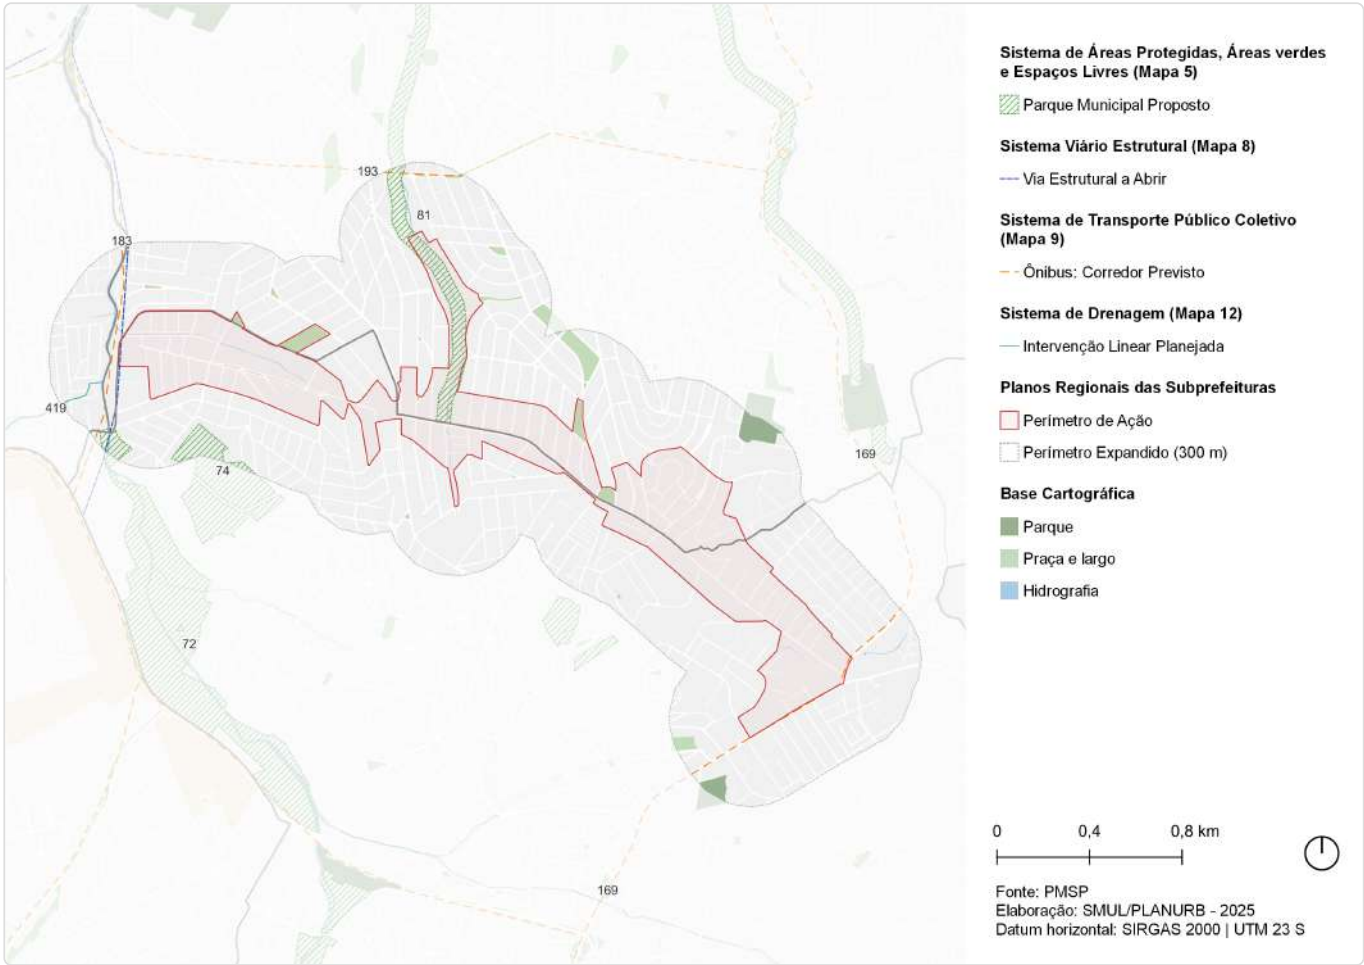 193
81
183
419
74
169
72
169
Sistema de Áreas Protegidas, Áreas verdes
e Espaços Livres (Mapa 5)
Parque Municipal Proposto
Sistema Viário Estrutural (Mapa 8)
Via Estrutural a Abrir
Sistema de Transporte Público Coletivo
(Mapa 9)
Ônibus: Corredor Previsto
Sistema de Drenagem (Mapa 12)
Intervenção Linear Planejada
Planos Regionais das Subprefeituras
Perímetro de Ação
Perímetro Expandido (300 m)
Base Cartográfica
Parque
Praça e largo
Hidrografia
0 0,4 0,8 km
Fonte: PMSP
Elaboração: SMUL/PLANURB - 2025
Datum horizontal: SIRGAS 2000 | UTM 23 S